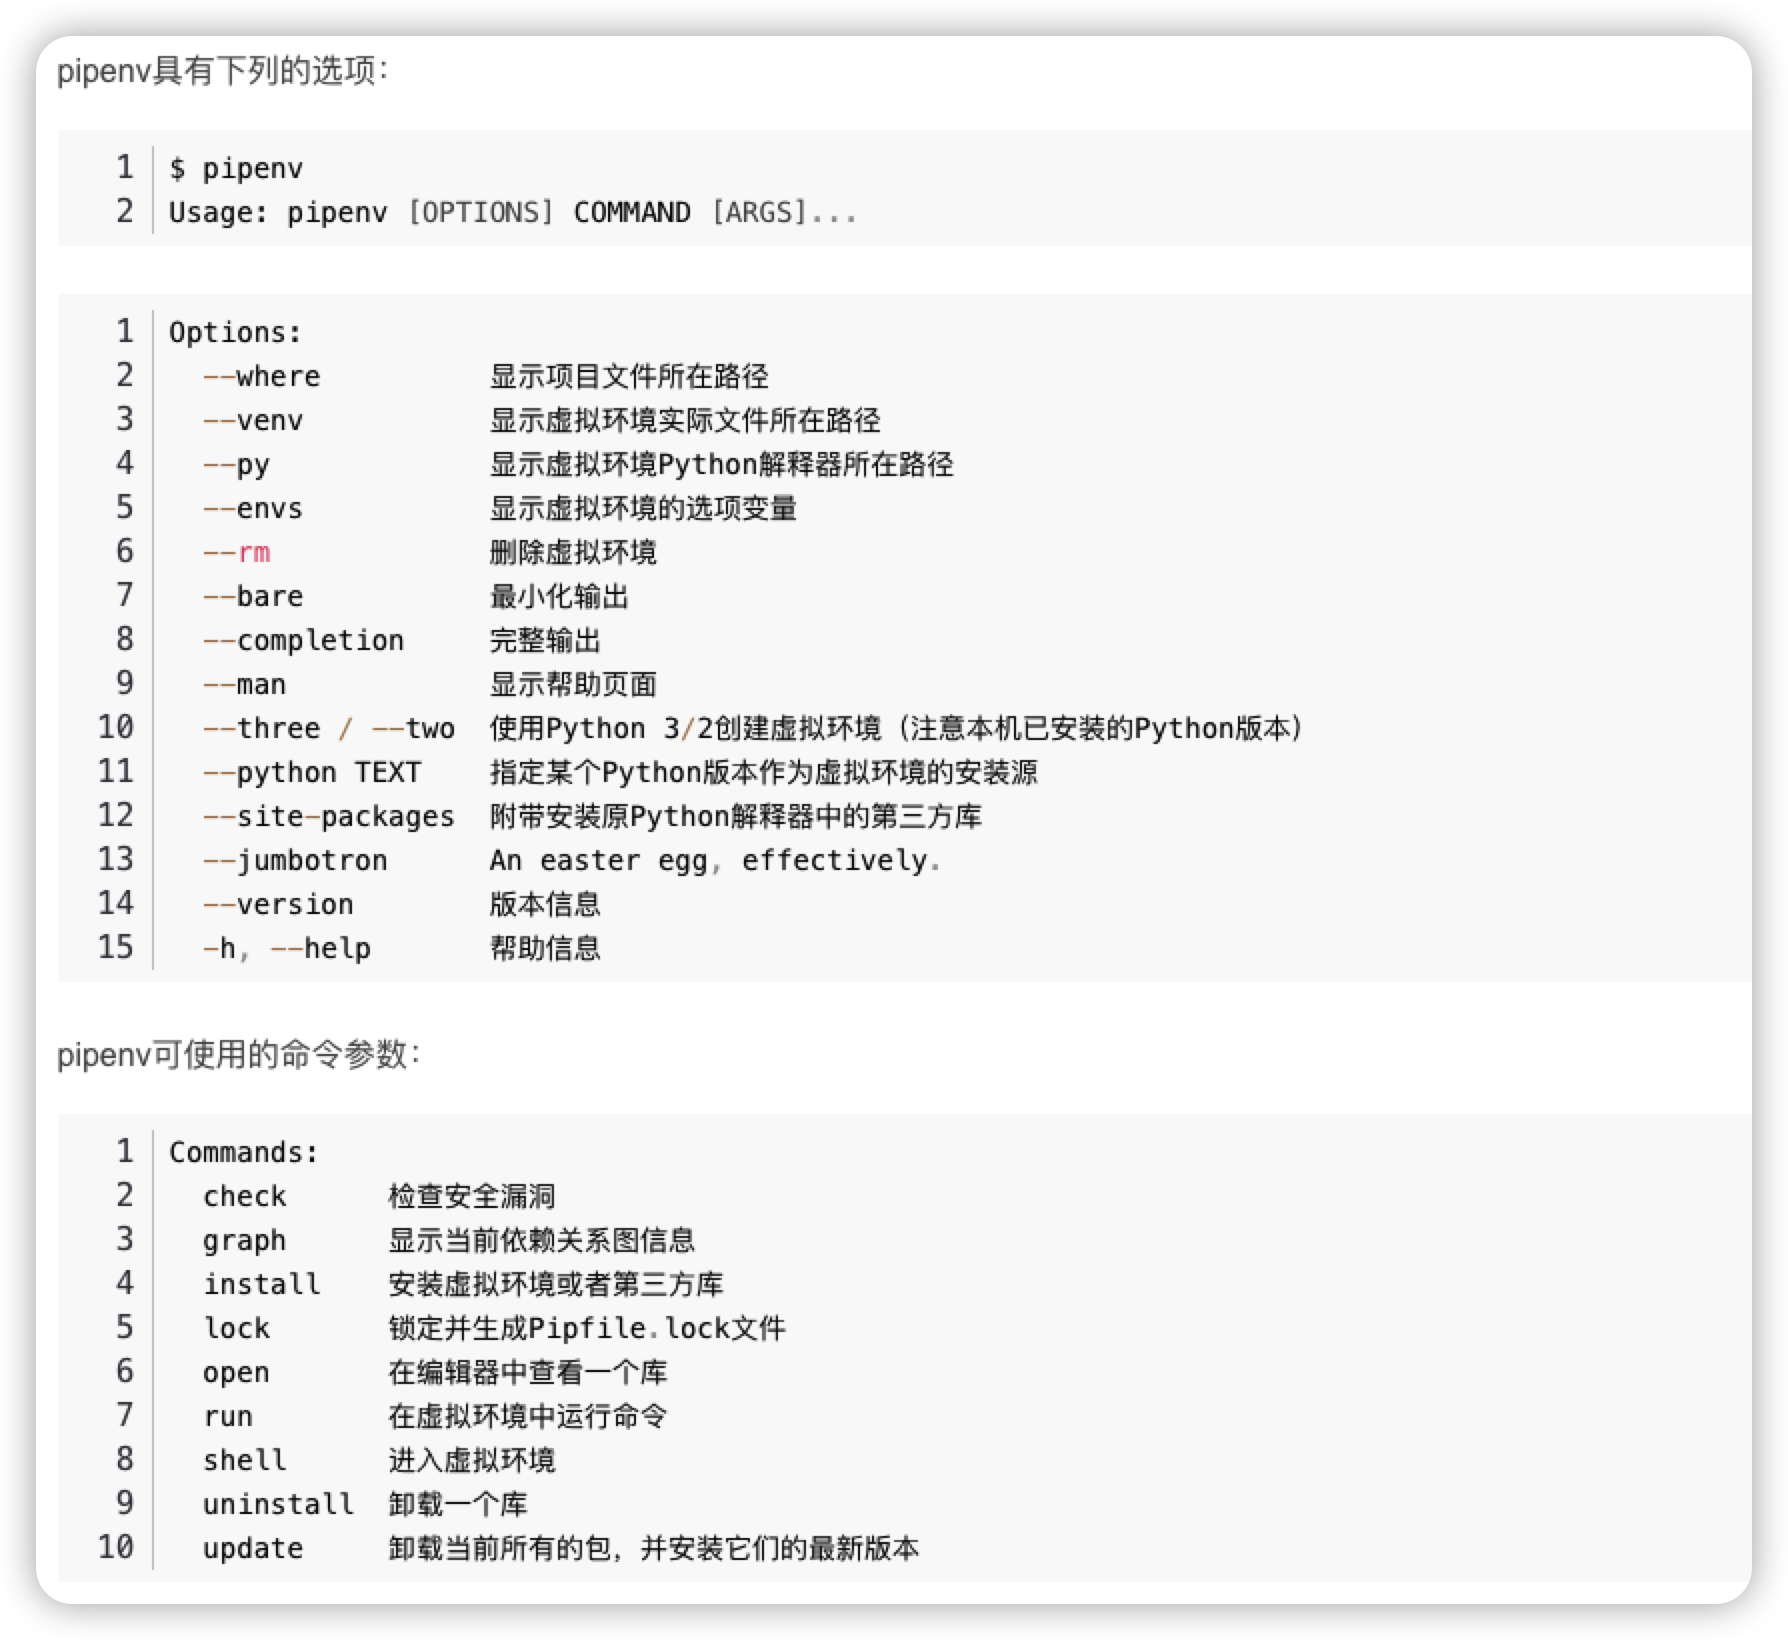 pipenv具有下列的选项：
1 $ pipenv
2 Usage: pipenv [OPTIONS] COMMAND [ARGS]...
1 Options:
2 --where 显示项目文件所在路径
3 --venv 显示虚拟环境实际文件所在路径
4 --py 显示虚拟环境Python解释器所在路径
5 --envs 显示虚拟环境的选项变量
6 --rm 删除虚拟环境
7 --bare 最小化输出
8 --completion 完整输出
9 --man 显示帮助页面
10 --three / --two 使用Python 3/2创建虚拟环境（注意本机已安装的Python版本）
11 --python TEXT 指定某个Python版本作为虚拟环境的安装源
12 --site-packages 附带安装原Python解释器中的第三方库
13 --jumbotron An easter egg, effectively.
14 --version 版本信息
15 -h, --help 帮助信息
pipenv可使用的命令参数：
1 Commands:
2 check 检查安全漏洞
3 graph 显示当前依赖关系图信息
4 install 安装虚拟环境或者第三方库
5 lock 锁定并生成Pipfile.lock文件
6 open 在编辑器中查看一个库
7 run 在虚拟环境中运行命令
8 shell 进入虚拟环境
9 uninstall 卸载一个库
10 update 卸载当前所有的包，并安装它们的最新版本